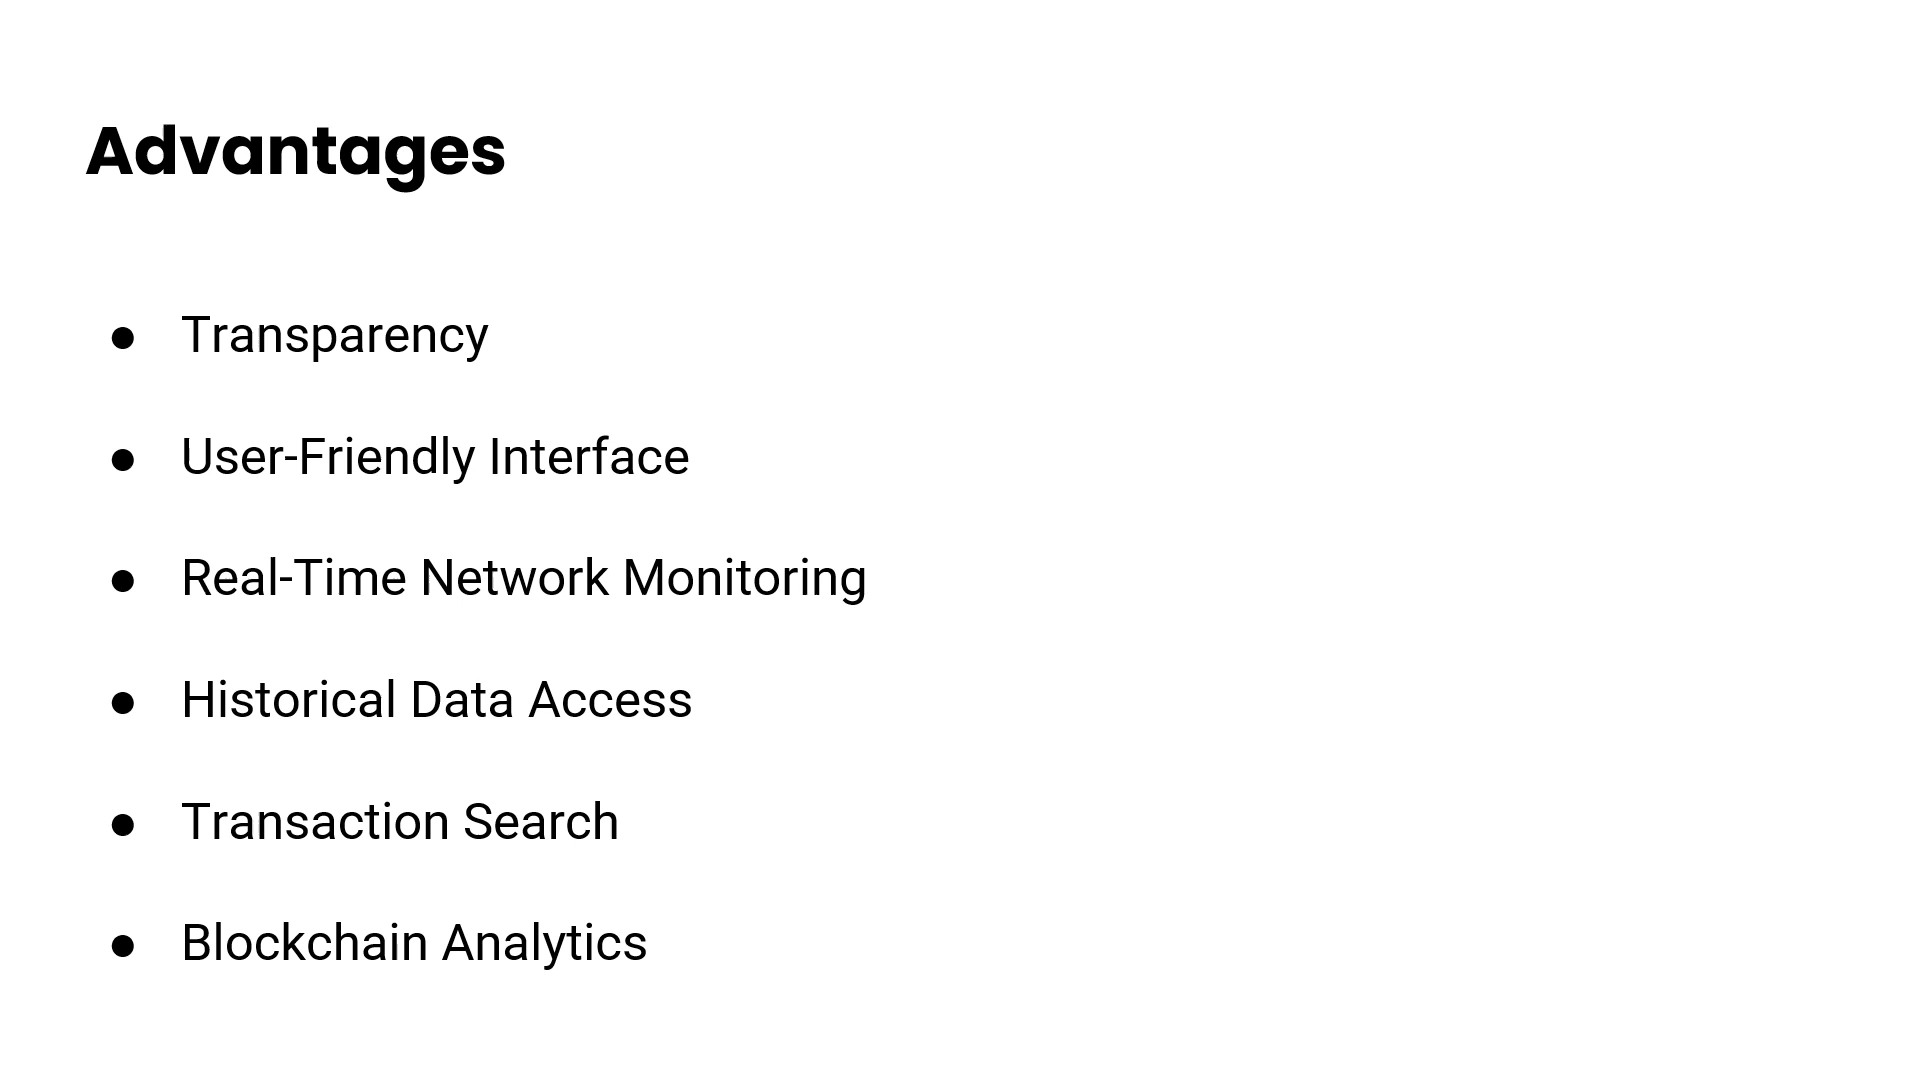 Advantages
● Transparency
● User-Friendly Interface
● Real-Time Network Monitoring
● Historical Data Access
● Transaction Search
● Blockchain Analytics